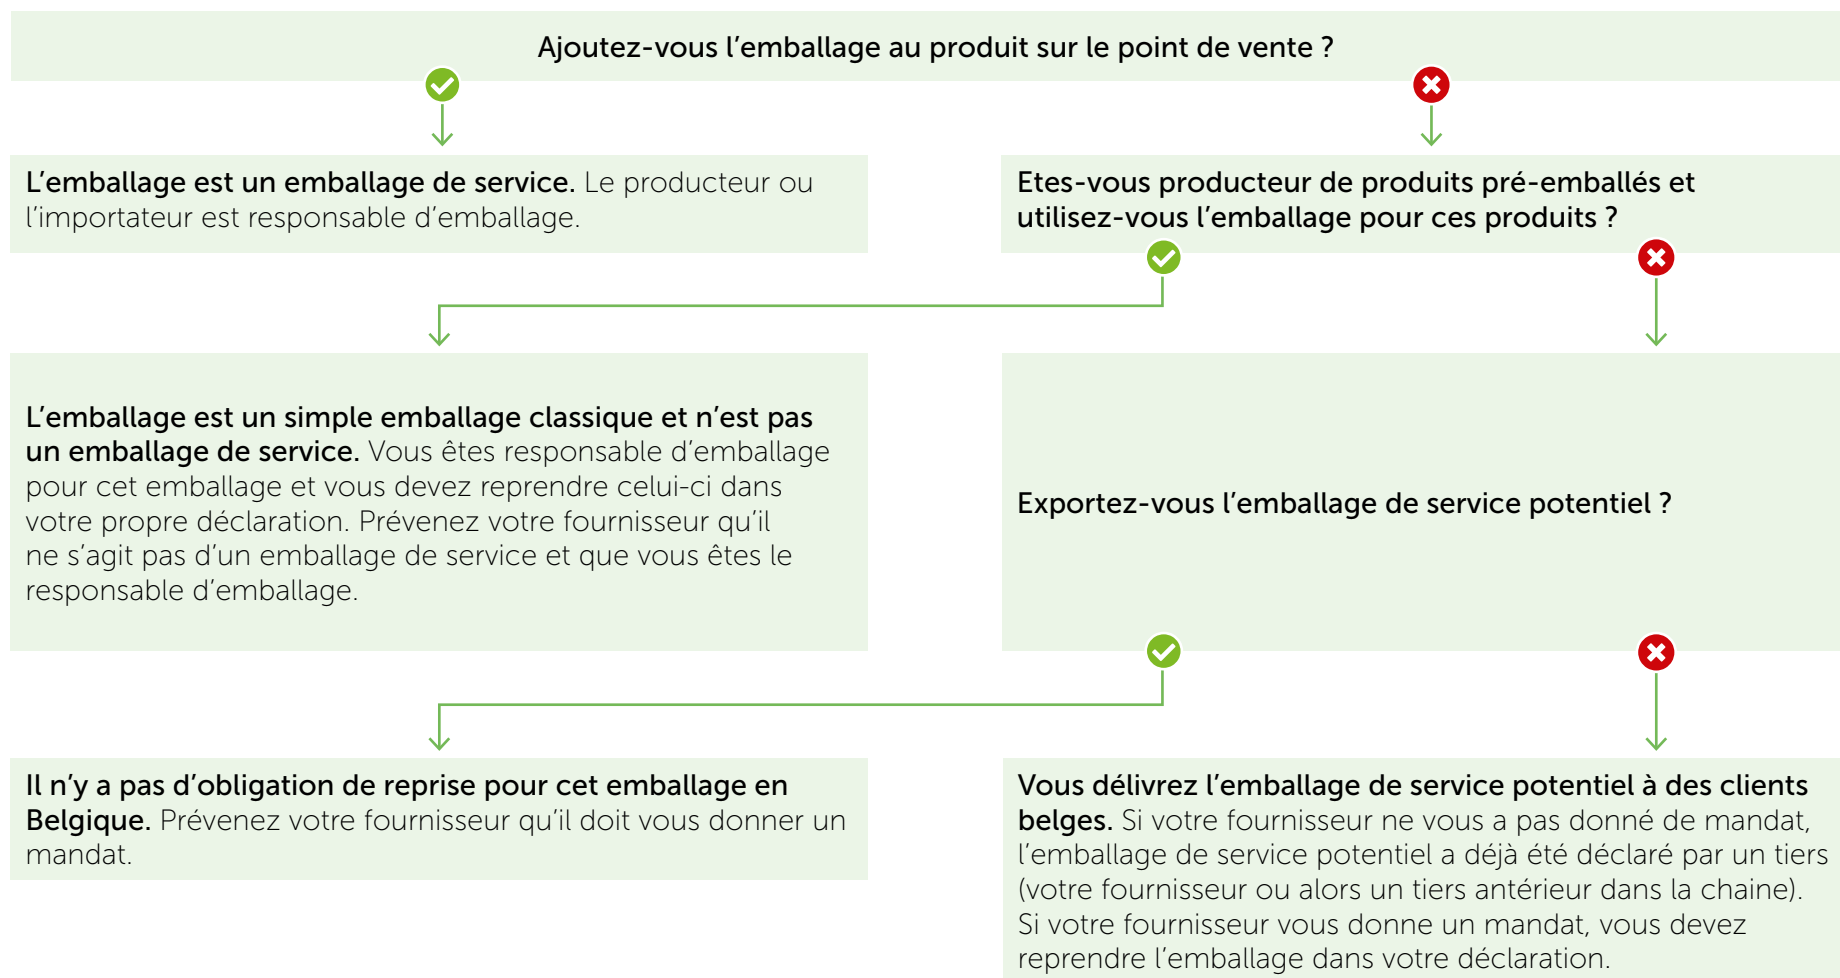 Ajoutez-vous l’emballage au produit sur le point de vente ?
L’emballage est un emballage de service. Le producteur ou
l’importateur est responsable d’emballage.
Etes-vous producteur de produits pré-emballés et
utilisez-vous l’emballage pour ces produits ?
L’emballage est un simple emballage classique et n’est pas
un emballage de service. Vous êtes responsable d’emballage
pour cet emballage et vous devez reprendre celui-ci dans
votre propre déclaration. Prévenez votre fournisseur qu’il
ne s’agit pas d’un emballage de service et que vous êtes le
responsable d’emballage.
Exportez-vous l’emballage de service potentiel ?
Il n’y a pas d’obligation de reprise pour cet emballage en
Belgique. Prévenez votre fournisseur qu’il doit vous donner un
mandat.
Vous délivrez l’emballage de service potentiel à des clients
belges. Si votre fournisseur ne vous a pas donné de mandat,
l’emballage de service potentiel a déjà été déclaré par un tiers
(votre fournisseur ou alors un tiers antérieur dans la chaine).
Si votre fournisseur vous donne un mandat, vous devez
reprendre l’emballage dans votre déclaration.